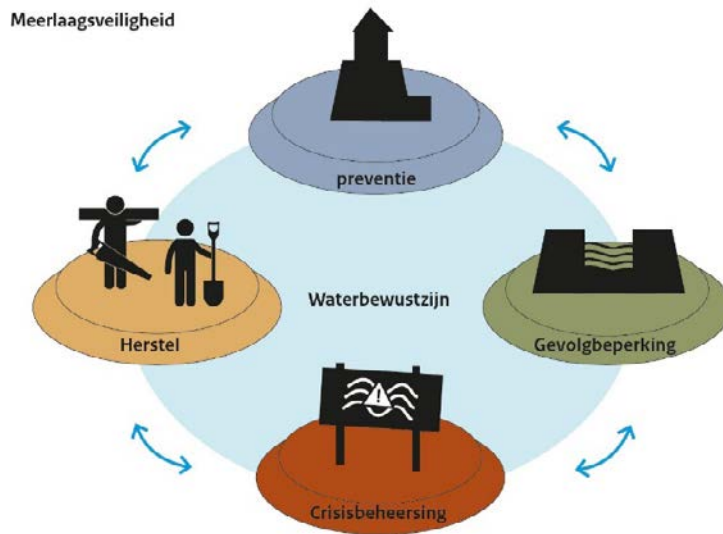 Meerlaagsveiligheid
preventie
Waterbewustzijn
Herstel
Gevolgbeperking
!
Crisisbeheersing